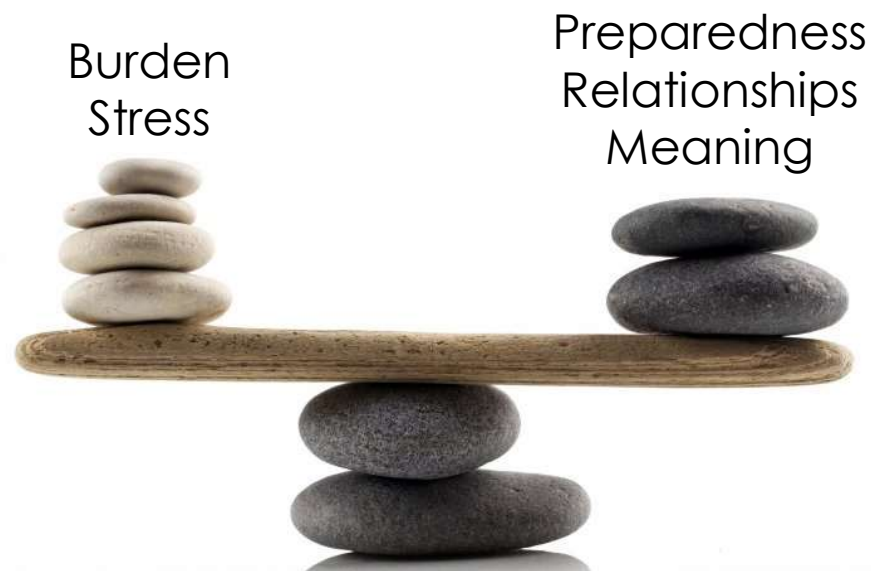 Burden
Stress
Preparedness
Relationships
Meaning